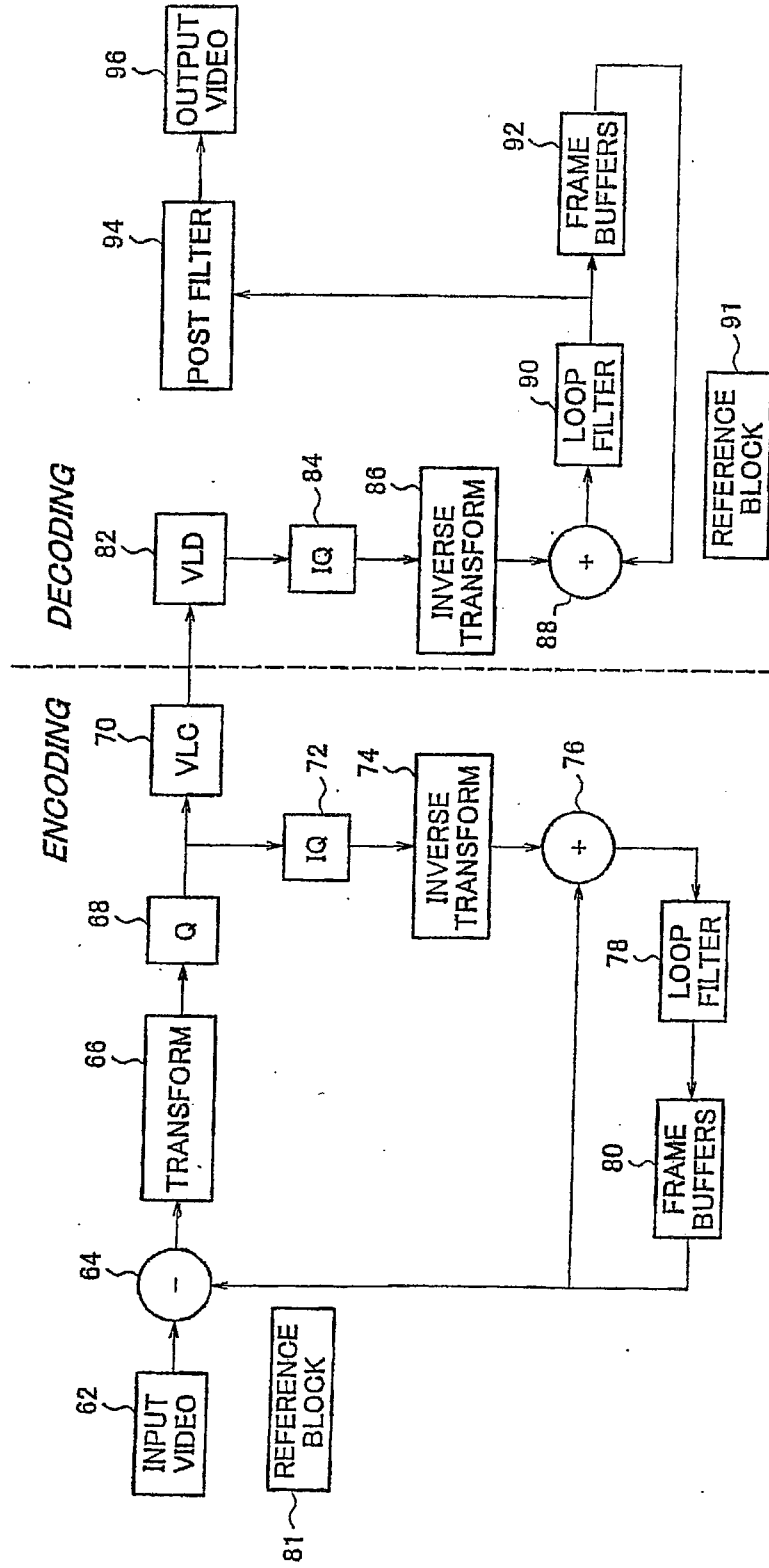 ENCODING
DECODING
62
INPUT
VIDEO
64
-
66
TRANSFORM
68
Q
70
VLC
72
IQ
74
INVERSE
TRANSFORM
76
+
78
LOOP
FILTER
80
FRAME
BUFFERS
81
REFERENCE
BLOCK
82
VLD
84
IQ
86
INVERSE
TRANSFORM
88
+
90
LOOP
FILTER
91
REFERENCE
BLOCK
92
FRAME
BUFFERS
94
POST FILTER
96
OUTPUT
VIDEO